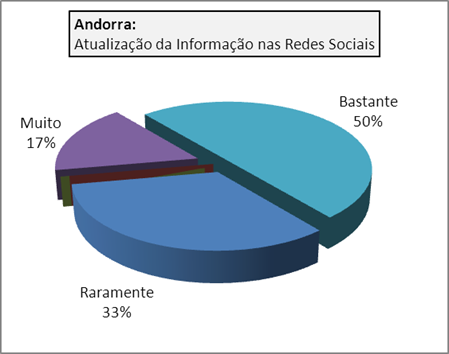 Andorra:
Atualização da Informação nas Redes Sociais
Bastante
50%
Muito
17%
Raramente
33%